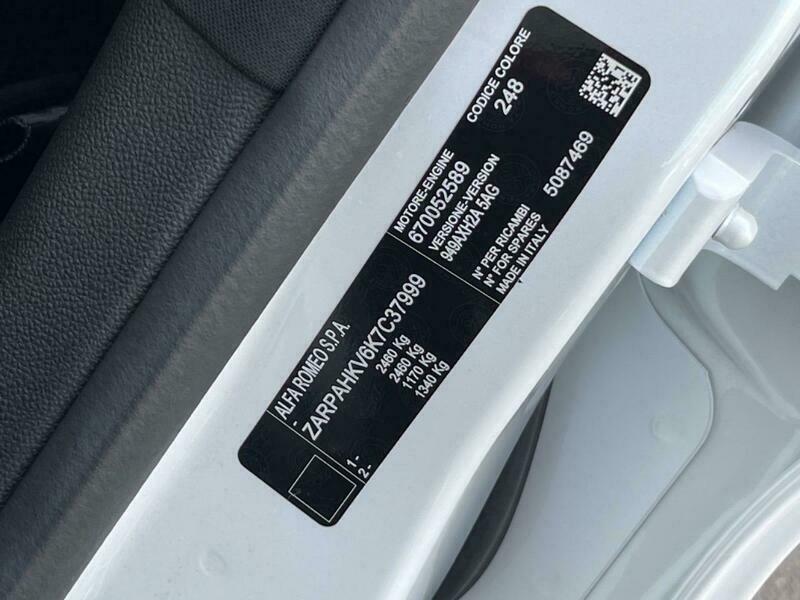 ALFA ROMEO S.P.A.
-
ZARPAHKV6K7C37999
2460 Kg
2460 Kg
1- 1170 Kg
2- 1340 Kg
MOTORE-ENGINE
670052589
VERSIONE-VERSION
949AXH2A 5AG
N° PER RICAMBI
N° FOR SPARES
MADE IN ITALY
5087469
CODICE COLORE
248